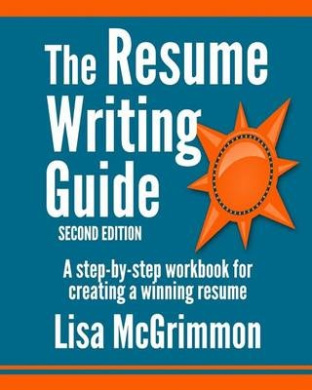 The Resume
Writing
Guide
SECOND EDITION
A step-by-step workbook for
creating a winning resume
Lisa McGrimmon